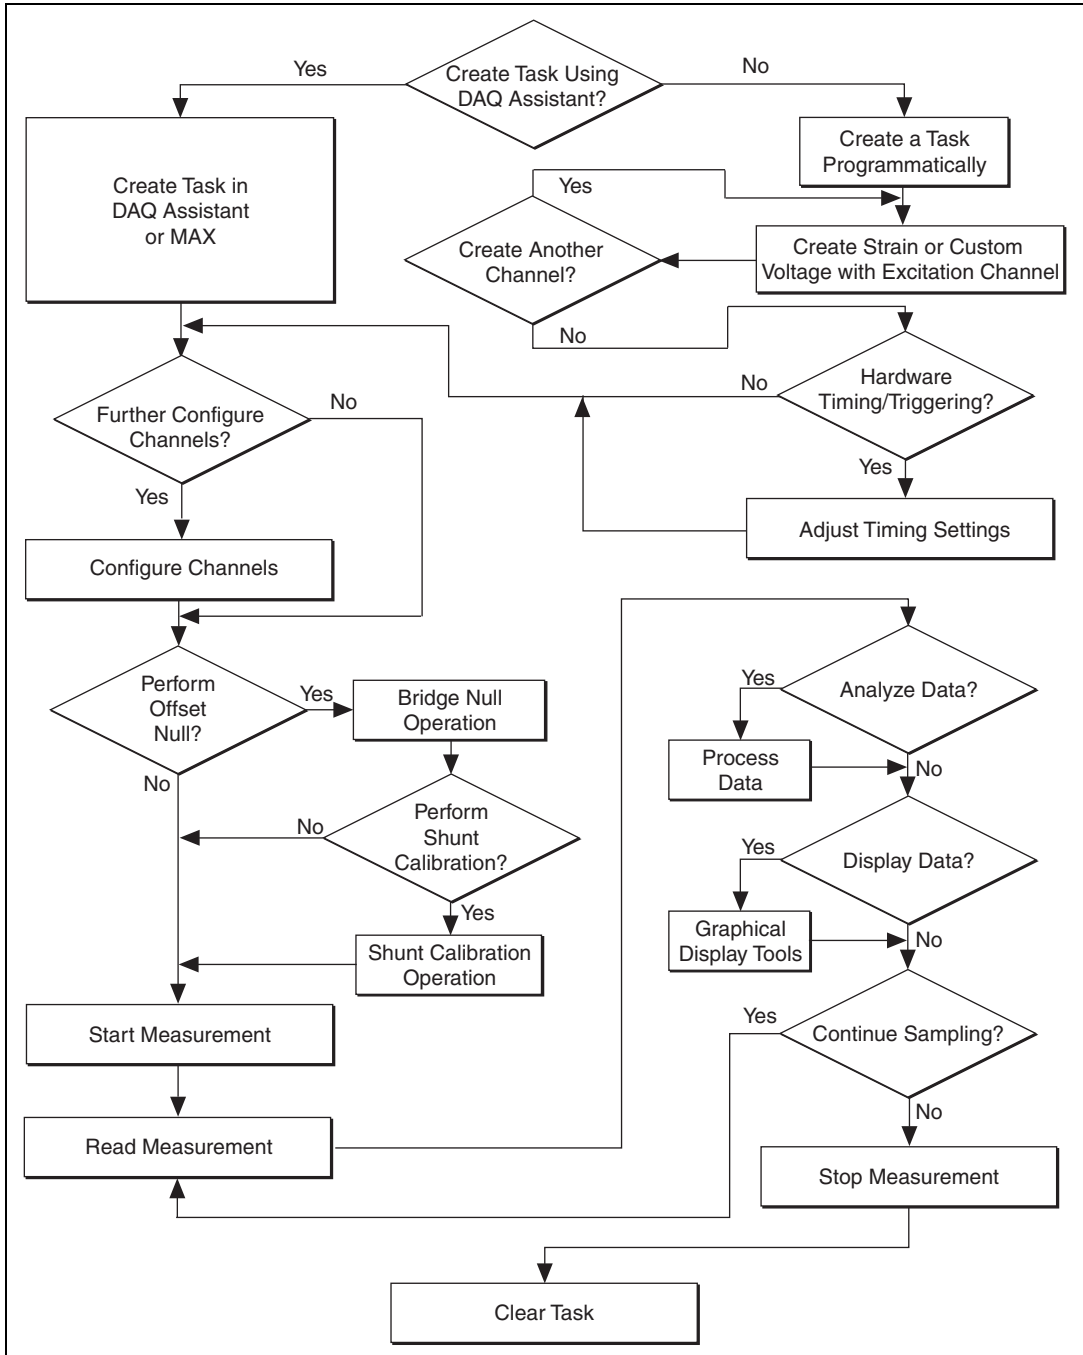 Create Task Using
DAQ Assistant?
Yes
No
Create Task in
DAQ Assistant
or MAX
Create a Task
Programmatically
Yes
Create Another
Channel?
Create Strain or Custom
Voltage with Excitation Channel
No
Hardware
Timing/Triggering?
No
Yes
Adjust Timing Settings
Further Configure
Channels?
No
Yes
Configure Channels
Perform
Offset
Null?
Yes
No
Bridge Null
Operation
Perform
Shunt
Calibration?
No
Yes
Shunt Calibration
Operation
Start Measurement
Read Measurement
Analyze Data?
Yes
Process
Data
No
Display Data?
Yes
Graphical
Display Tools
No
Continue Sampling?
Yes
No
Stop Measurement
Clear Task